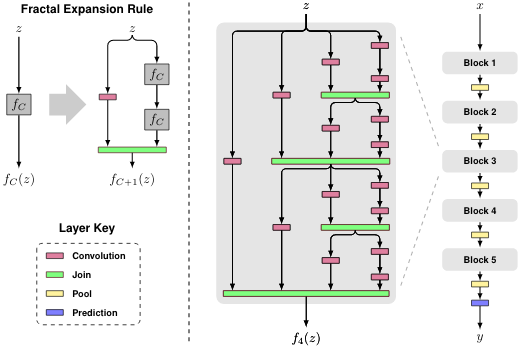 Fractal Expansion Rule
z
z
f_C
f_C
f_C
f_C(z)
f_{C+1}(z)
Layer Key
Convolution
Join
Pool
Prediction
z
f_4(z)
x
Block 1
Block 2
Block 3
Block 4
Block 5
y